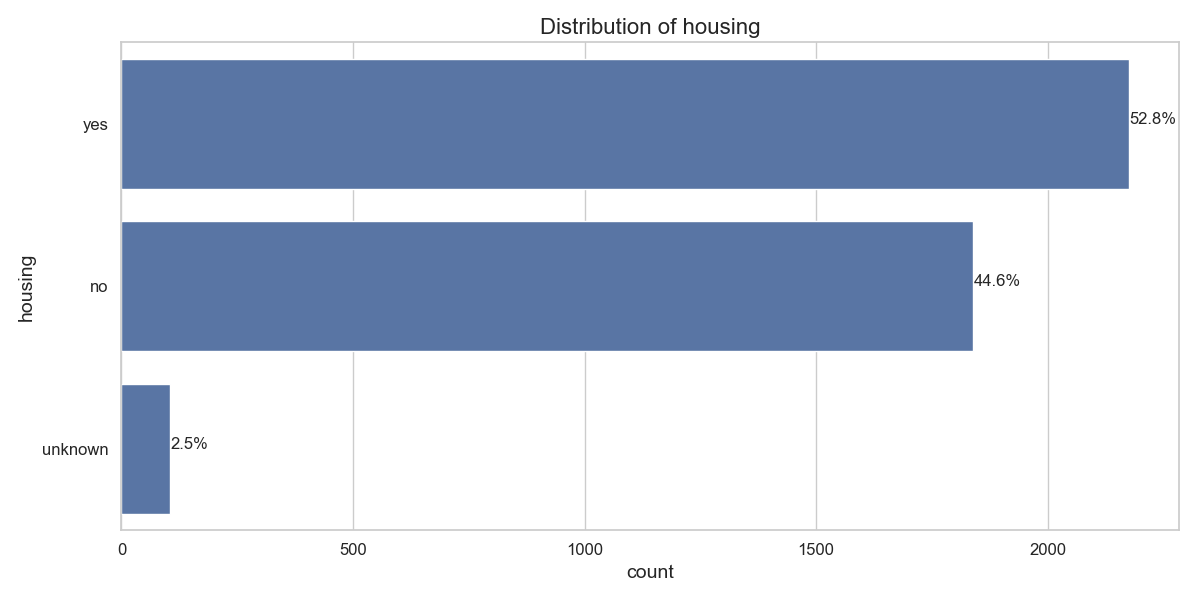 Distribution of housing
yes
52.8%
no
44.6%
unknown
2.5%
housing
0
500
1000
1500
2000
count